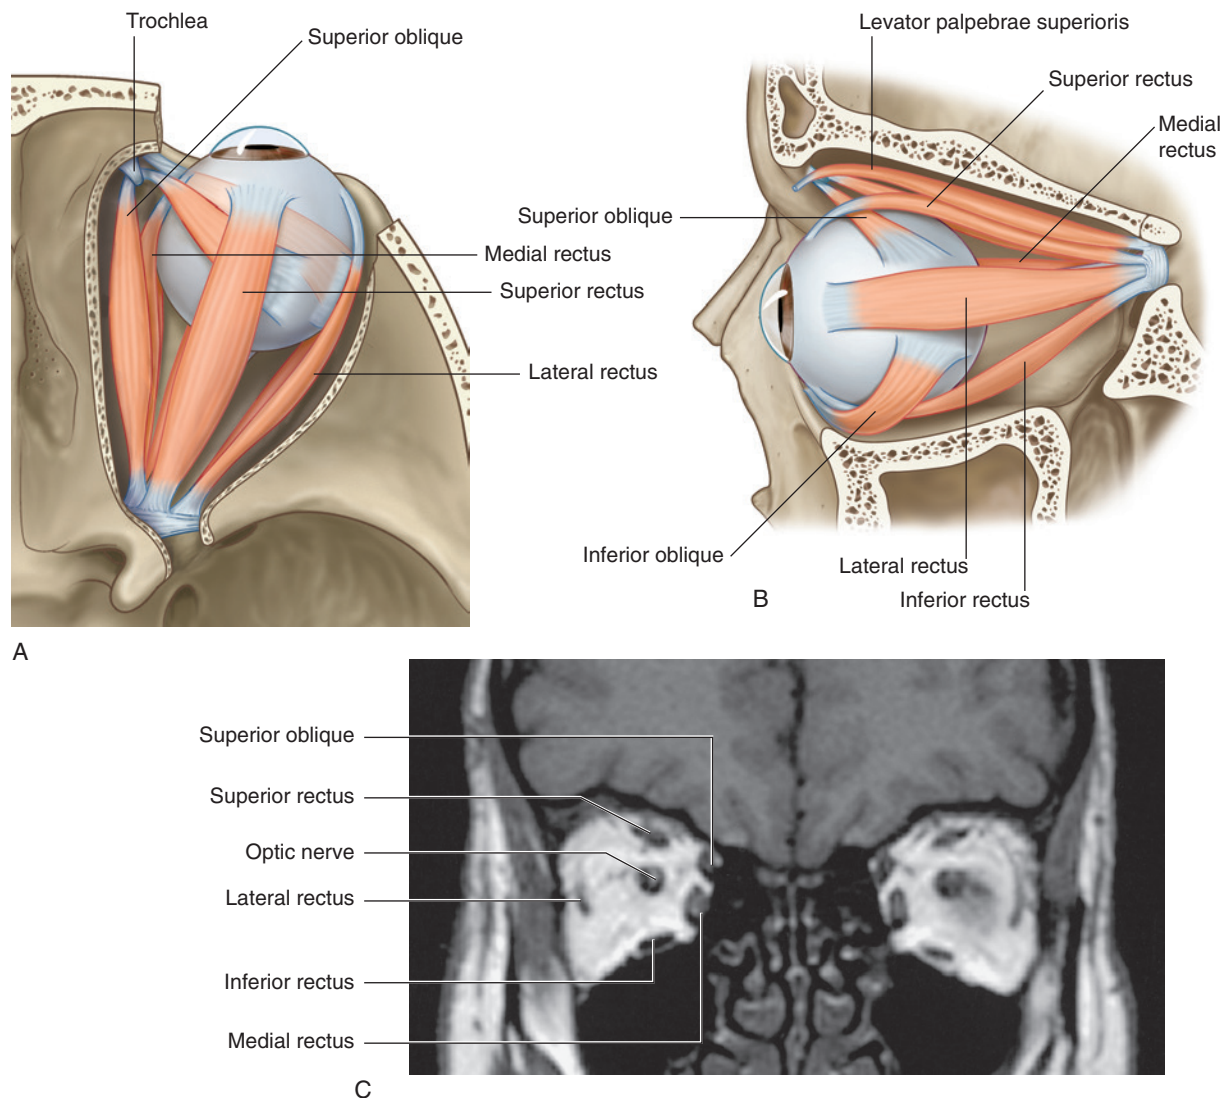 Trochlea
Superior oblique
Medial rectus
Superior rectus
Lateral rectus
A
Levator palpebrae superioris
Superior rectus
Medial
rectus
Superior oblique
Inferior oblique
Lateral rectus
Inferior rectus
B
Superior oblique
Superior rectus
Optic nerve
Lateral rectus
Inferior rectus
Medial rectus
C